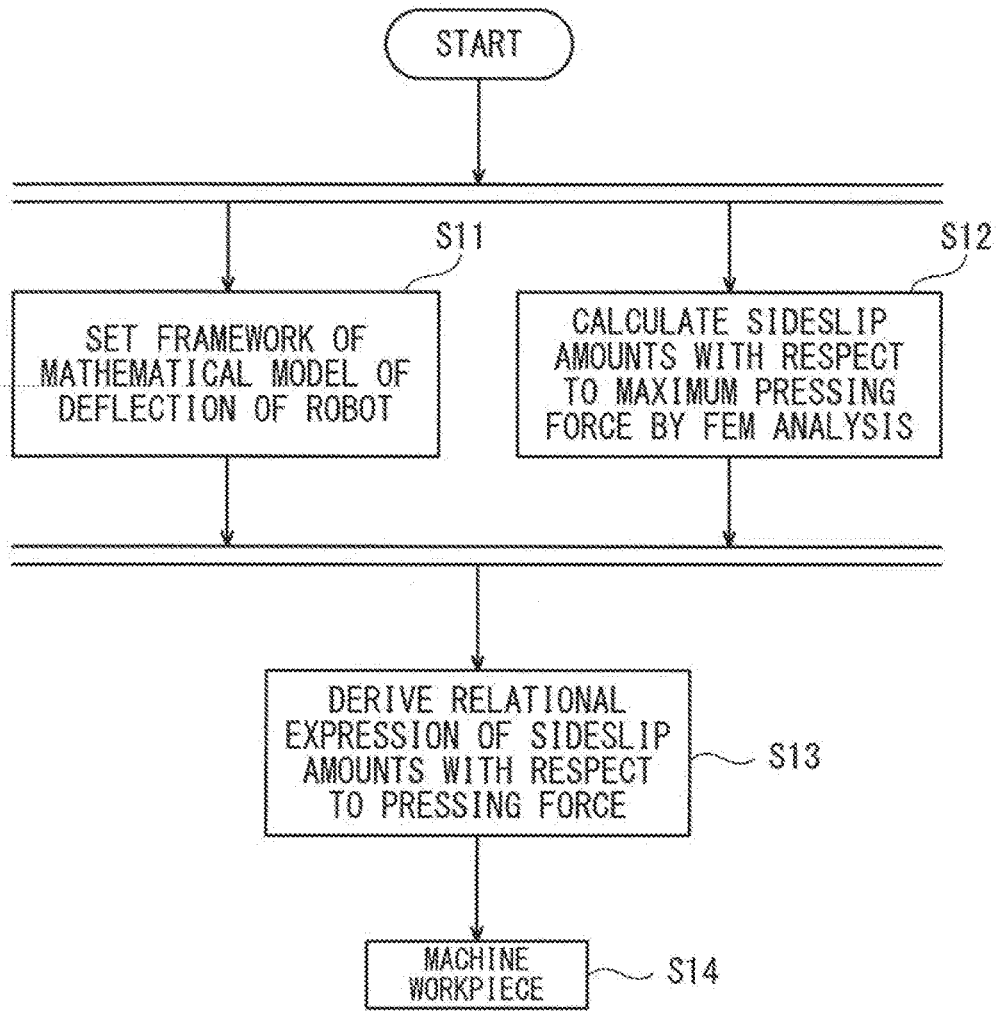 START
S11
SET FRAMEWORK OF
MATHEMATICAL MODEL OF
DEFLECTION OF ROBOT
S12
CALCULATE SIDESLIP
AMOUNTS WITH RESPECT
TO MAXIMUM PRESSING
FORCE BY FEM ANALYSIS
DERIVE RELATIONAL
EXPRESSION OF SIDESLIP
AMOUNTS WITH RESPECT
TO PRESSING FORCE
S13
MACHINE
WORKPIECE
S14